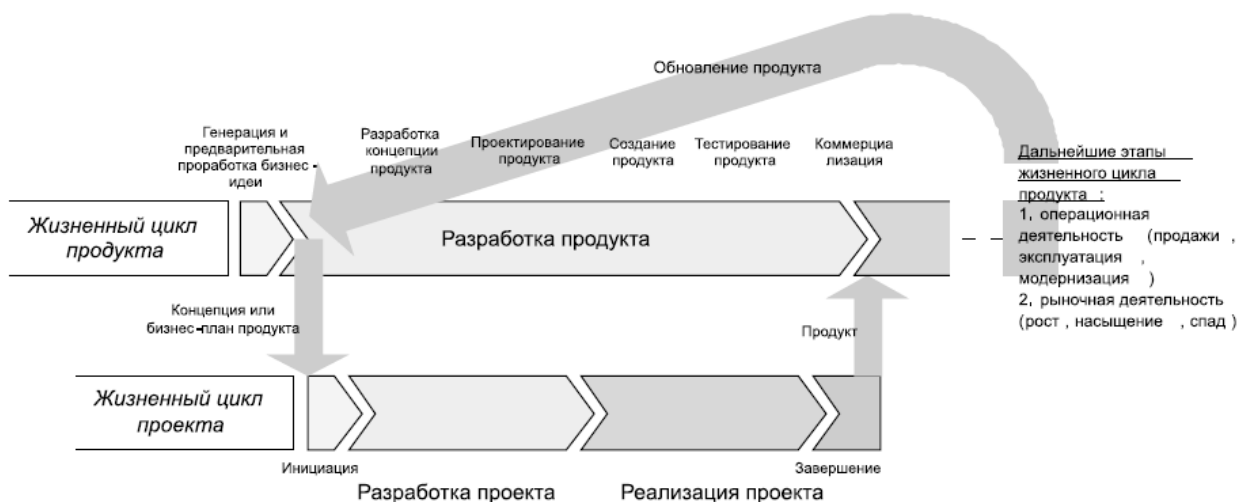 Обновление продукта
Генерация и
предварительная
проработка бизнес-
идеи
Разработка
концепции
продукта
Проектирование
продукта
Создание
продукта
Тестирование
продукта
Коммерциа
лизация
Жизненный цикл
продукта
Разработка продукта
Дальнейшие этапы
жизненного цикла
продукта :
1, операционная
деятельность (продажи ,
эксплуатация ,
модернизация )
2, рыночная деятельность
(рост , насыщение , спад )
Концепция или
бизнес-план продукта
Продукт
Жизненный цикл
проекта
Инициация
Разработка проекта
Реализация проекта
Завершение